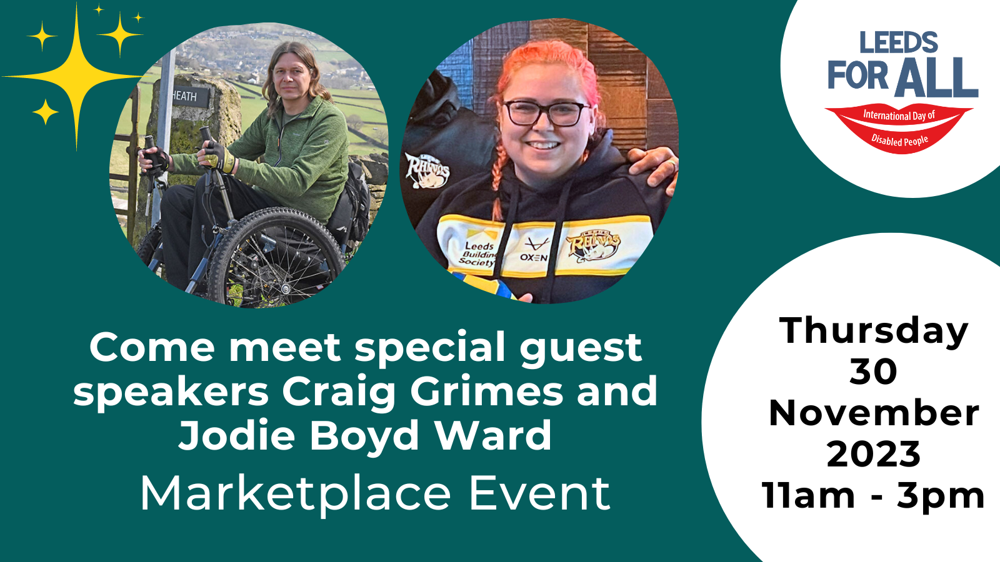 HEATH
RHINOS
Leeds
Building
Society
OXEN
LEEDS
RHINOS
LEEDS
FOR ALL
International Day of
Disabled People
Come meet special guest
speakers Craig Grimes and
Jodie Boyd Ward
Marketplace Event
Thursday
30
November
2023
11am - 3pm